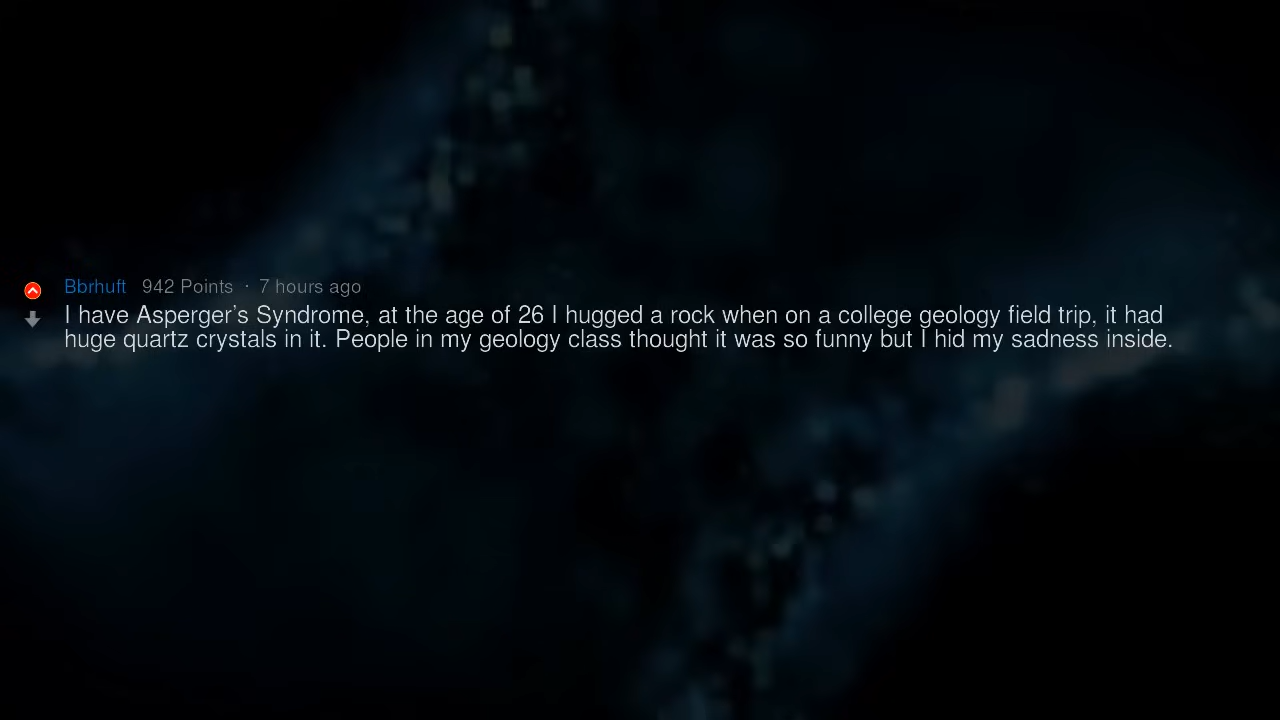 Bbrhuft 942 Points · 7 hours ago
I have Asperger’s Syndrome, at the age of 26 I hugged a rock when on a college geology field trip, it had
huge quartz crystals in it. People in my geology class thought it was so funny but I hid my sadness inside.